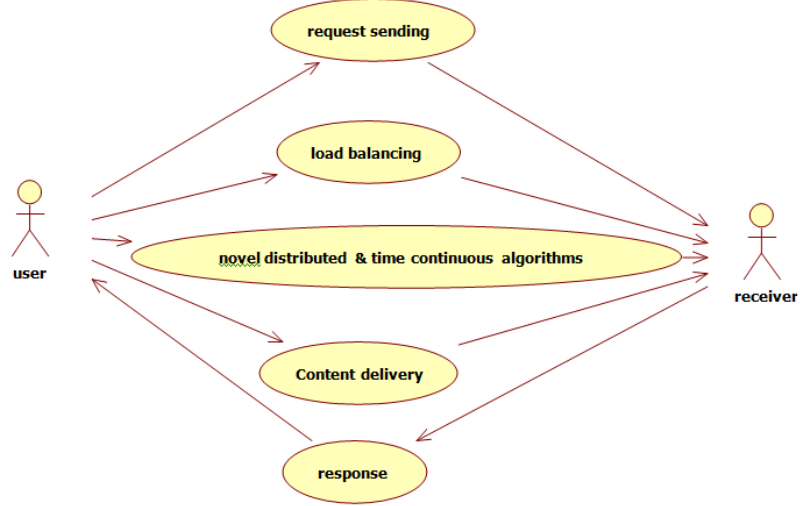 request sending
load balancing
novel distributed & time continuous algorithms
user
receiver
Content delivery
response